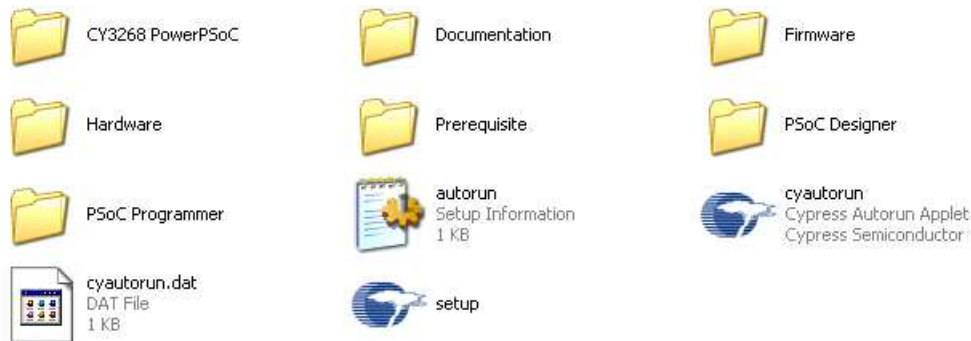 CY3268 PowerPSoC
Documentation
Firmware
Hardware
Prerequisite
PSoC Designer
PSoC Programmer
autorun
Setup Information
1 KB
cyautorun
Cypress Autorun Applet
Cypress Semiconductor
cyautorun.dat
DAT File
1 KB
setup